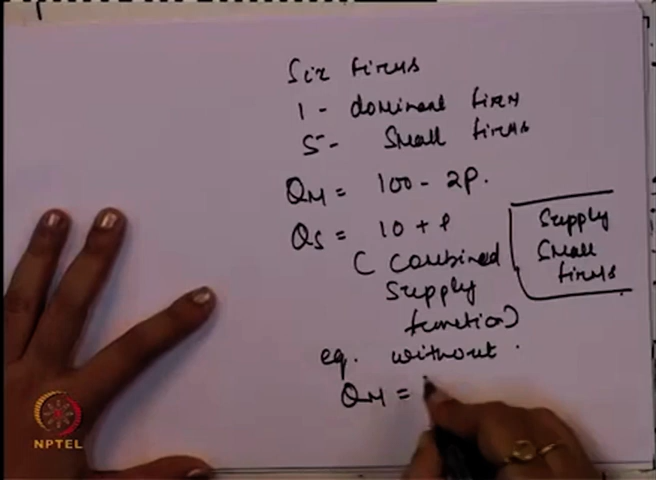 Six firms
1 - dominant firm
5 - Small firms
QM = 100 - 2P.
QS = 10 + P
( Combined
Supply
function)
Supply
Small
firms
eq. without .
QM =
NPTEL